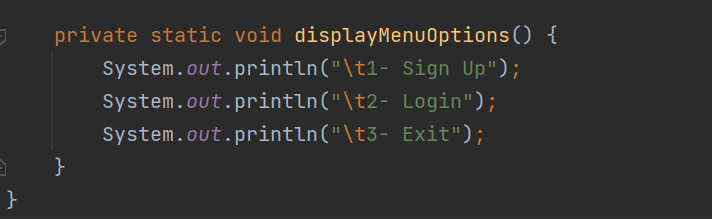 private static void displayMenuOptions() {
System.out.println("\t1- Sign Up");
System.out.println("\t2- Login");
System.out.println("\t3- Exit");
}
}